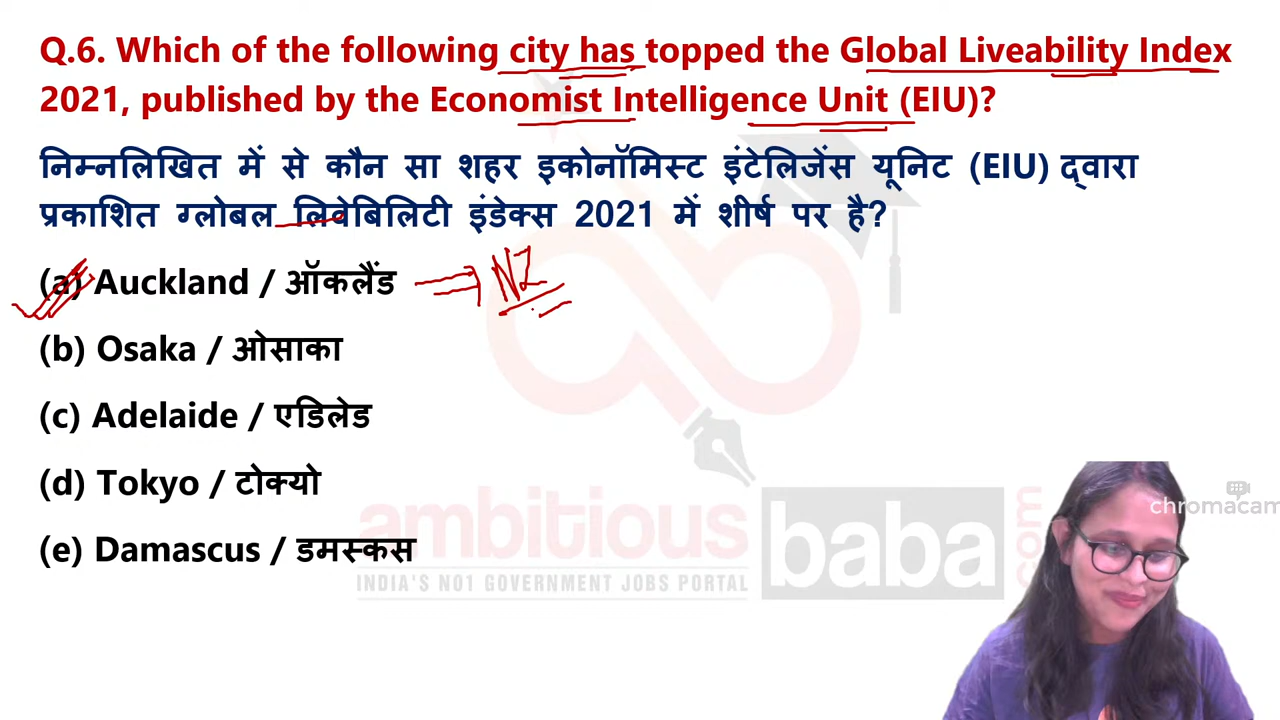 Q.6. Which of the following city has topped the Global Liveability Index
2021, published by the Economist Intelligence Unit (EIU)?
निम्नलिखित में से कौन सा शहर इकोनॉमिस्ट इंटेलिजेंस यूनिट (EIU) द्वारा
प्रकाशित ग्लोबल लिवेबिलिटी इंडेक्स 2021 में शीर्ष पर है?
(a) Auckland / ऑकलैंड NZ
(b) Osaka / ओसाका
(c) Adelaide / एडिलेड
(d) Tokyo / टोक्यो
(e) Damascus / डमस्कस
chromacam
ambitious baba .com
INDIA'S NO1 GOVERNMENT JOBS PORTAL